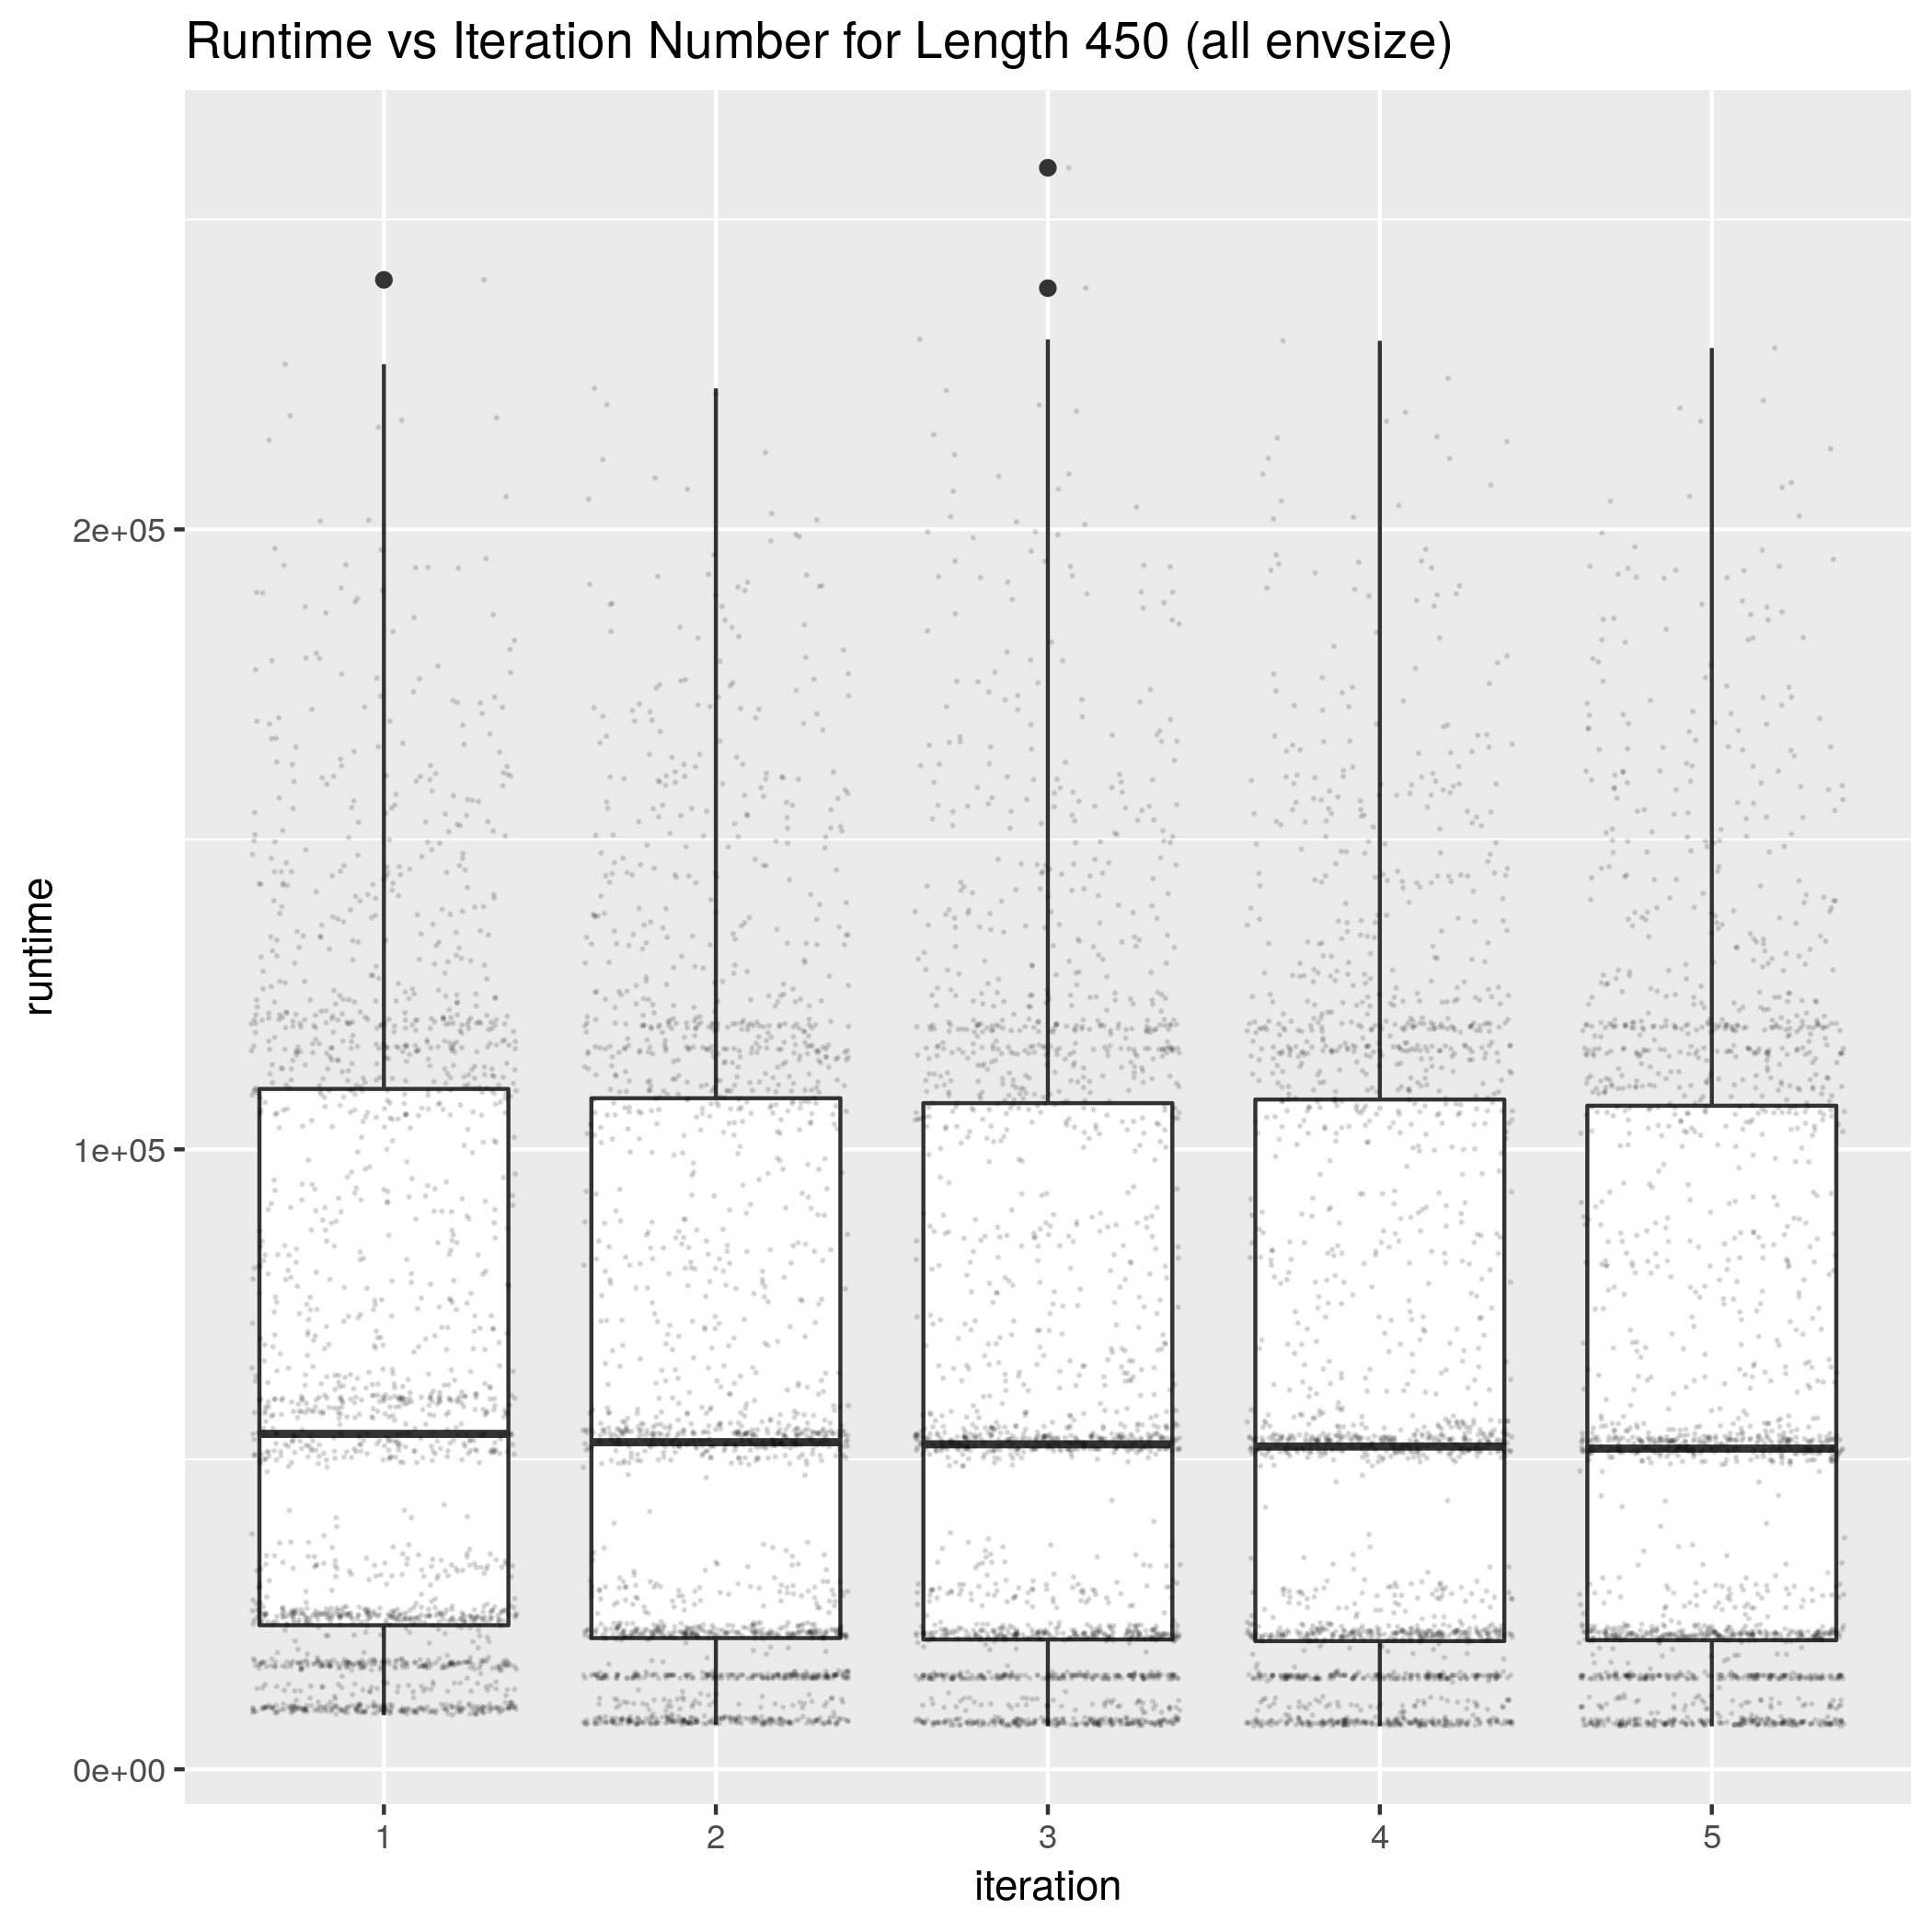 Runtime vs Iteration Number for Length 450 (all envsize)
runtime
2e+05
1e+05
0e+00
1 2 3 4 5
iteration